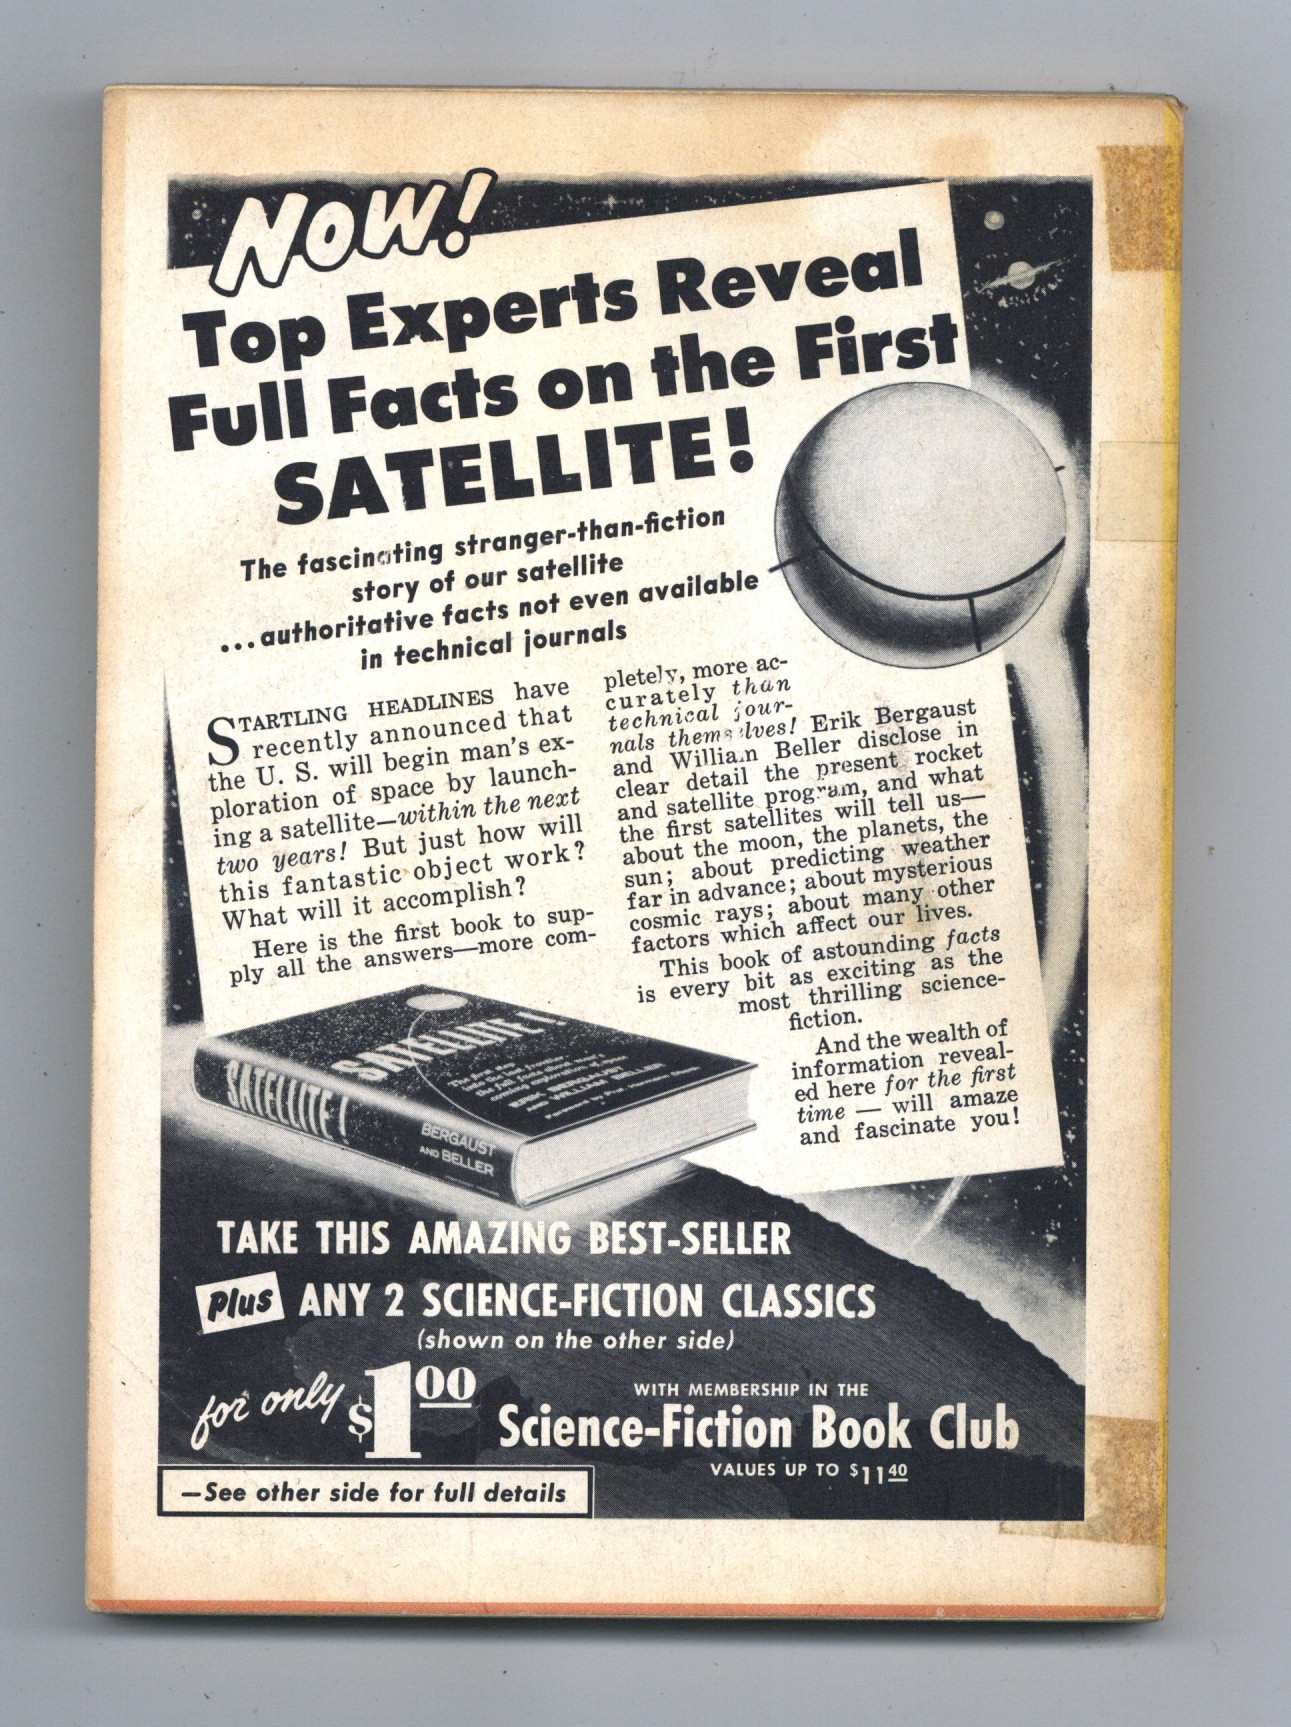 NOW!
Top Experts Reveal
Full Facts on the First
SATELLITE!
The fascinating stranger-than-fiction
story of our satellite
...authoritative facts not even available
in technical journals
STARTLING HEADLINES have
recently announced that
the U. S. will begin man's ex-
ploration of space by launch-
ing a satellite—within the next
two years! But just how will
this fantastic object work?
What will it accomplish?
Here is the first book to sup-
ply all the answers—more com-
pletely, more ac-
curately than
technical jour-
nals themselves! Erik Bergaust
and William Beller disclose in
clear detail the present rocket
and satellite program, and what
the first satellites will tell us—
about the moon, the planets, the
sun; about predicting weather
far in advance; about mysterious
cosmic rays; about many other
factors which affect our lives.
This book of astounding facts
is every bit as exciting as the
most thrilling science-
fiction.
And the wealth of
information reveal-
ed here for the first
time — will amaze
and fascinate you!
SATELLITE!
SATELLITE!
ERIK BERGAUST
AND WILLIAM BELLER
BERGAUST
AND BELLER
TAKE THIS AMAZING BEST-SELLER
Plus ANY 2 SCIENCE-FICTION CLASSICS
(shown on the other side)
for only $1.00
WITH MEMBERSHIP IN THE
Science-Fiction Book Club
VALUES UP TO $11.40
—See other side for full details